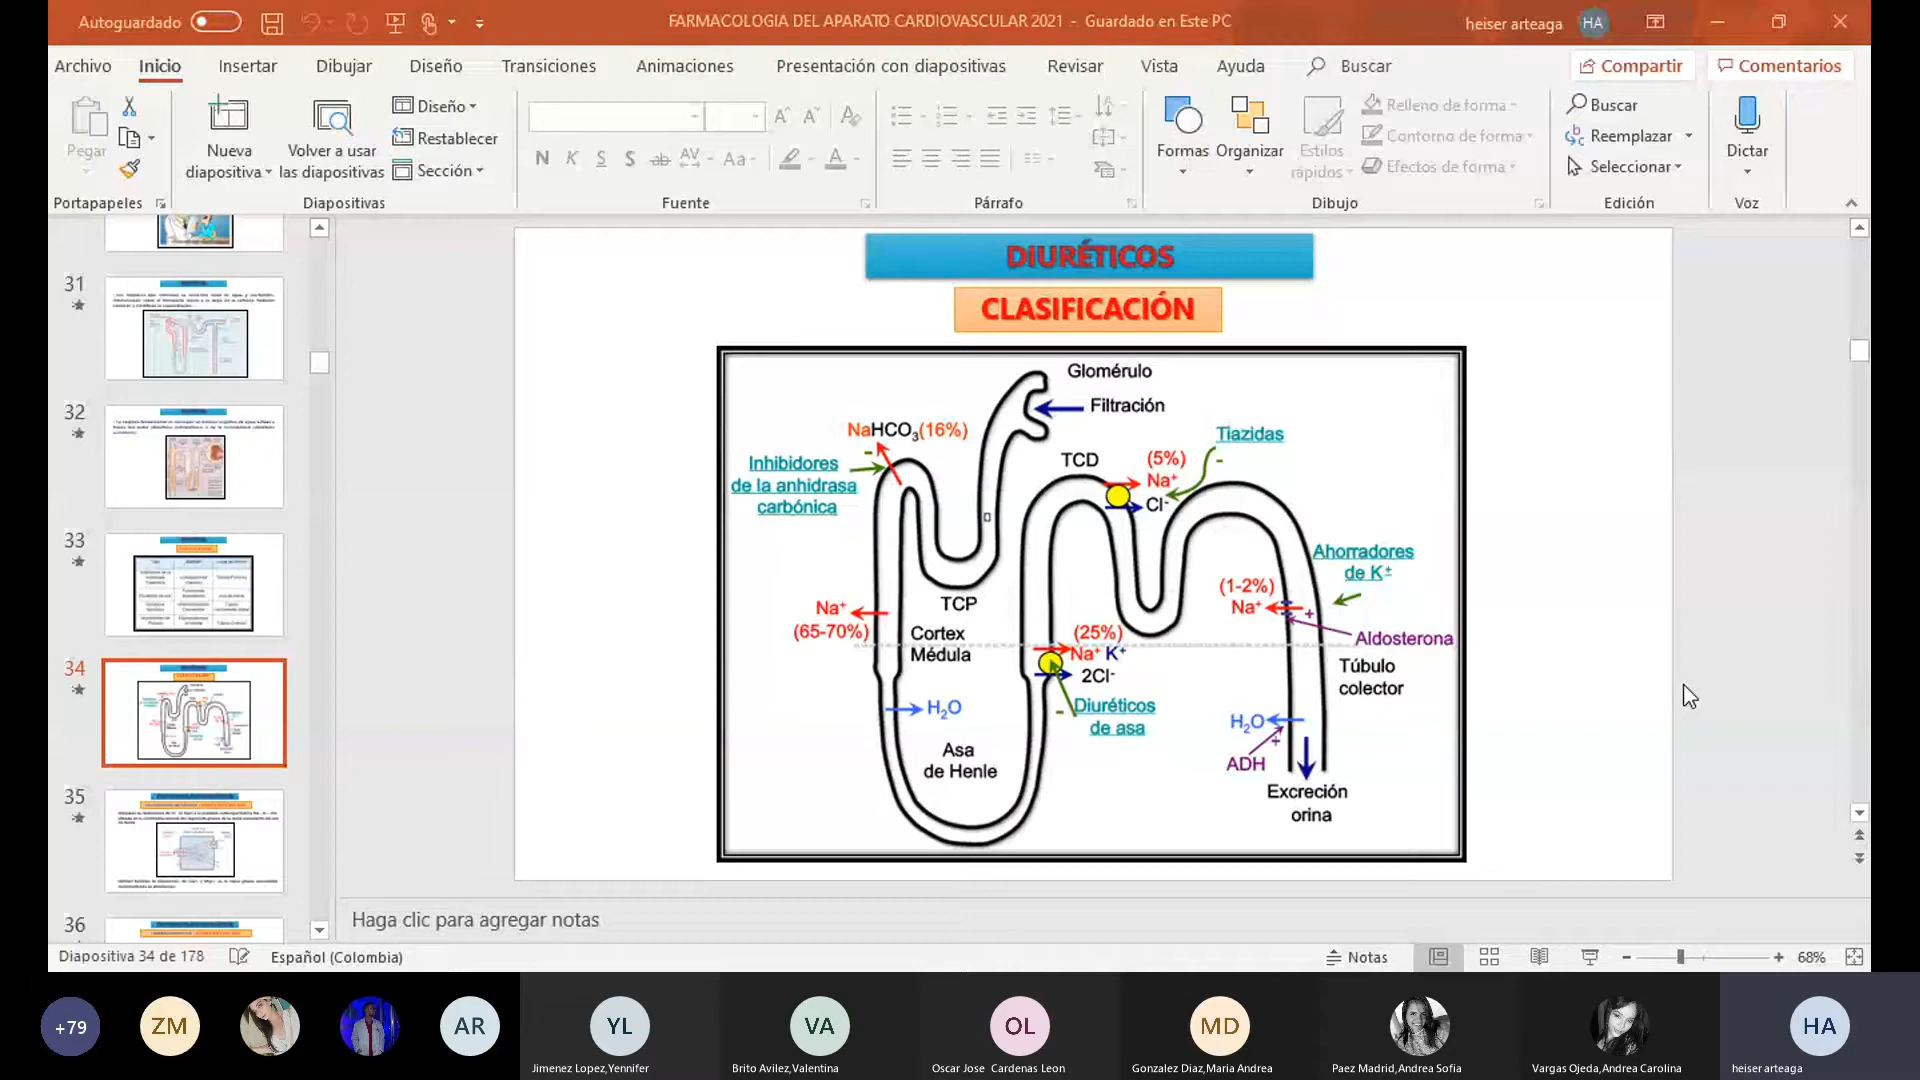 Autoguardado
FARMACOLOGIA DEL APARATO CARDIOVASCULAR 2021 - Guardado en Este PC
heiser arteaga
HA
Archivo Inicio Insertar Dibujar Diseño Transiciones Animaciones Presentación con diapositivas Revisar Vista Ayuda Buscar
Compartir
Comentarios
Pegar
Nueva
diapositiva
Volver a usar
las diapositivas
Diseño
Restablecer
Sección
N K S S ab AV Aa A
Formas
Organizar
Estilos
rápidos
Relleno de forma
Contorno de forma
Efectos de forma
Buscar
Reemplazar
Seleccionar
Dictar
Portapapeles
Diapositivas
Fuente
Párrafo
Dibujo
Edición
Voz
31
32
33
34
35
36
DIURÉTICOS
CLASIFICACIÓN
Glomérulo
Filtración
NaHCO3(16%)
-
Inhibidores
de la anhidrasa
carbónica
TCD
(5%)
Na+
Cl-
Tiazidas
-
Ahorradores
de K+
(1-2%)
Na+
+
Aldosterona
TCP
Na+
(65-70%)
Cortex
Médula
(25%)
Na+ K+
2Cl-
-
Diuréticos
de asa
Túbulo
colector
H2O
H2O
+
ADH
Asa
de Henle
Excreción
orina
Haga clic para agregar notas
Diapositiva 34 de 178
Español (Colombia)
Notas
68%
+79
ZM
AR
YL
VA
OL
MD
HA
Jimenez Lopez,Yennifer
Brito Avilez,Valentina
Oscar Jose Cardenas Leon
Gonzalez Diaz,Maria Andrea
Paez Madrid,Andrea Sofia
Vargas Ojeda,Andrea Carolina
heiser arteaga